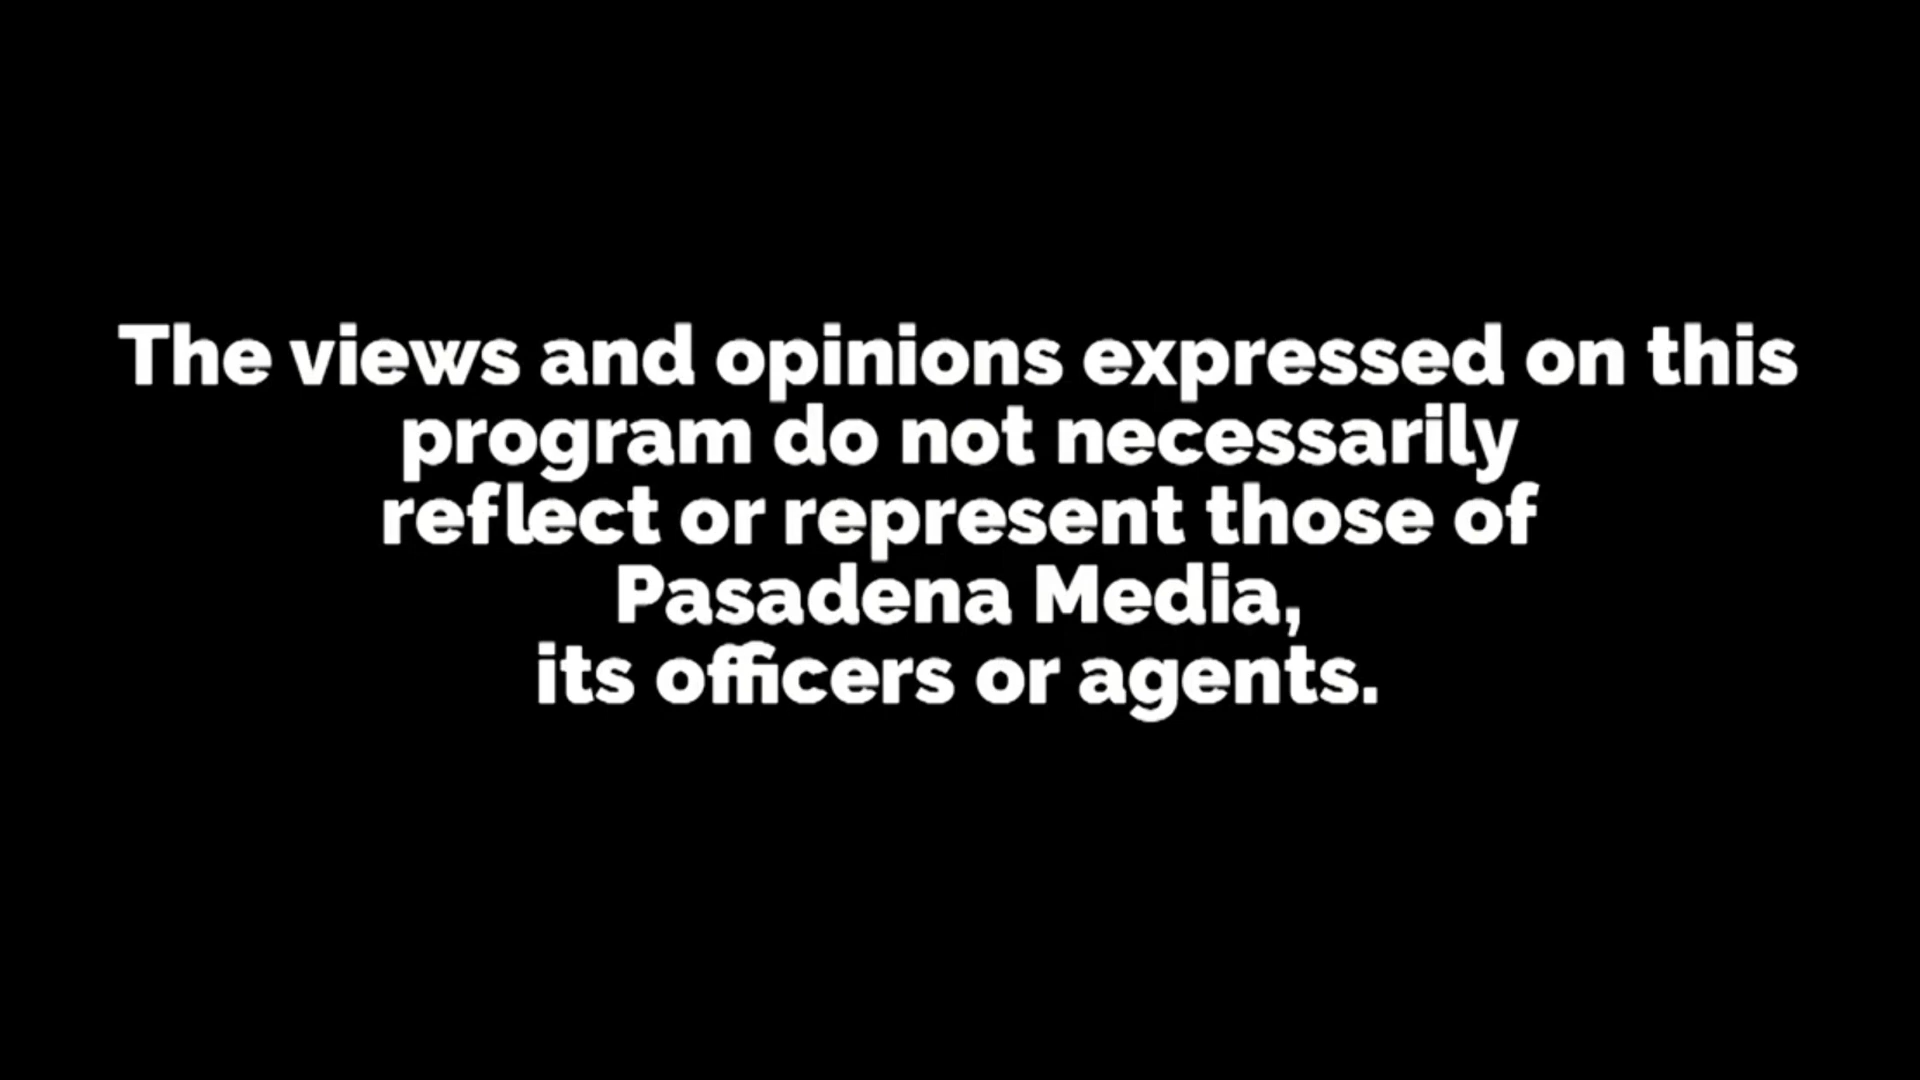 The views and opinions expressed on this
program do not necessarily
reflect or represent those of
Pasadena Media,
its officers or agents.